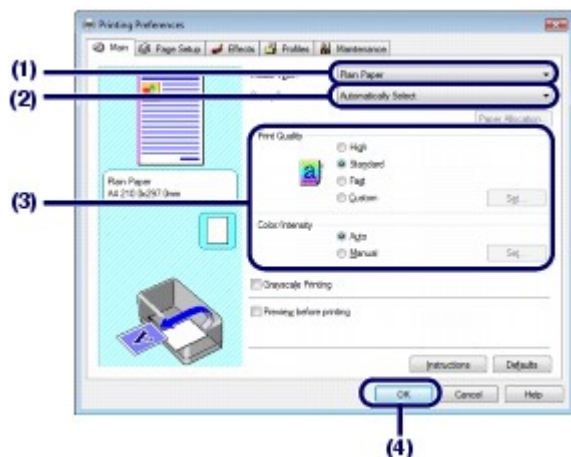 Printing Preferences
Main Page Setup Effects Profiles Maintenance
(1) Plain Paper
(2) Automatically Select
Paper Allocation...
Print Quality
High
Standard
Fast
Custom Set...
Plain Paper
A4 210.0x297.0mm
(3)
Color/Intensity
Auto
Manual Set...
Grayscale Printing
Preview before printing
Instructions Defaults
OK Cancel Help
(4)